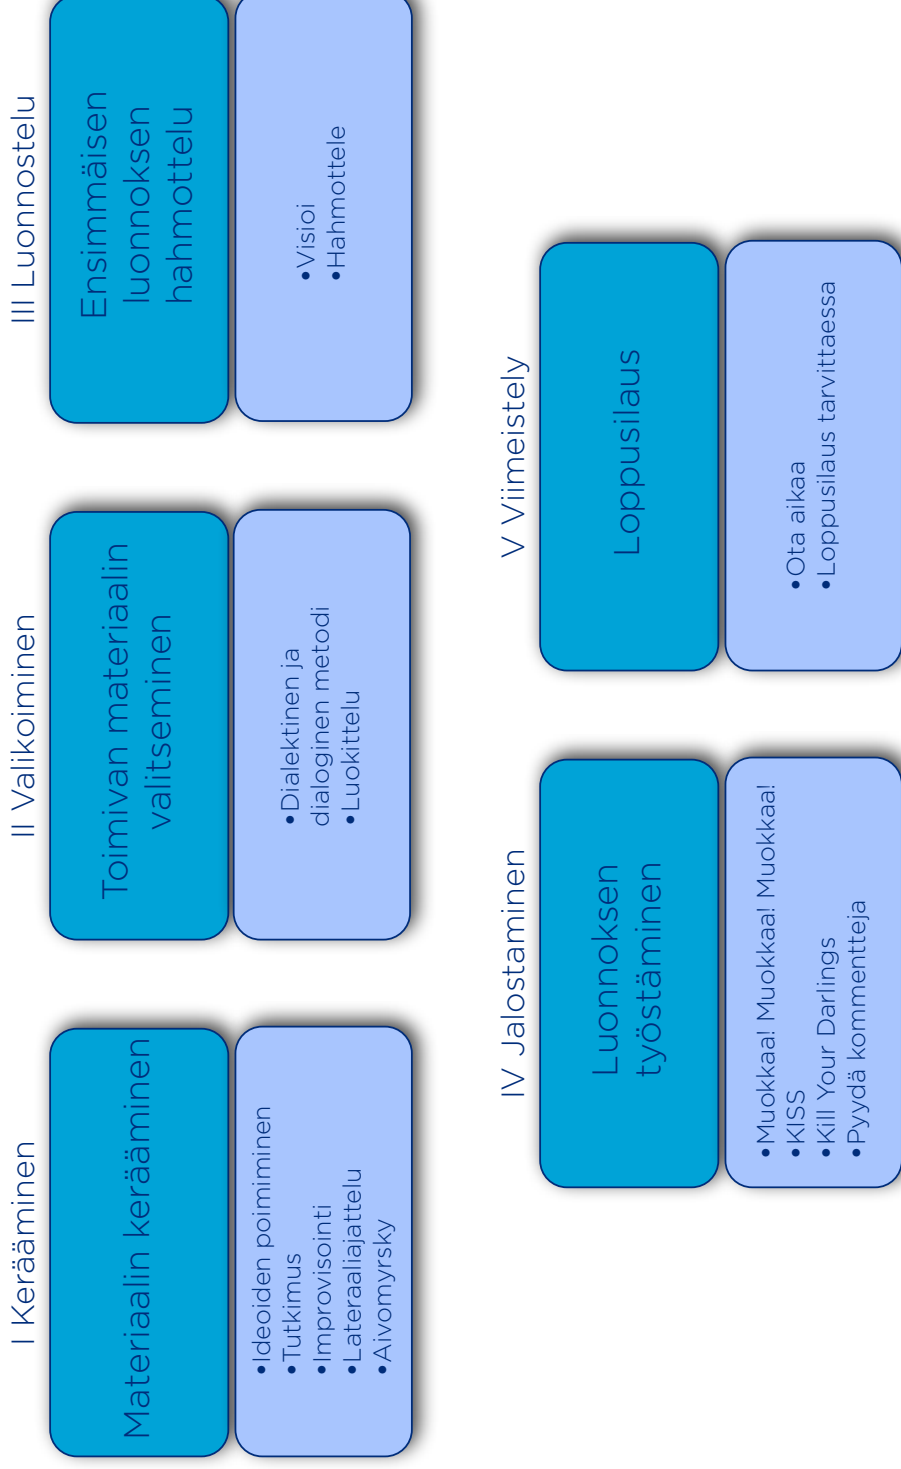 I Kerääminen
Materiaalin kerääminen
•Ideoiden poimiminen
•Tutkimus
•Improvisointi
•Lateraaliajattelu
•Aivomyrsky
II Valikoiminen
Toimivan materiaalin
valitseminen
•Dialektinen ja
dialoginen metodi
•Luokittelu
III Luonnostelu
Ensimmäisen
luonnoksen
hahmottelu
•Visioi
•Hahmottele
IV Jalostaminen
Luonnoksen
työstäminen
•Muokkaa! Muokkaa! Muokkaa!
•KISS
•Kill Your Darlings
•Pyydä kommentteja
V Viimeistely
Loppusilaus
•Ota aikaa
•Loppusilaus tarvittaessa